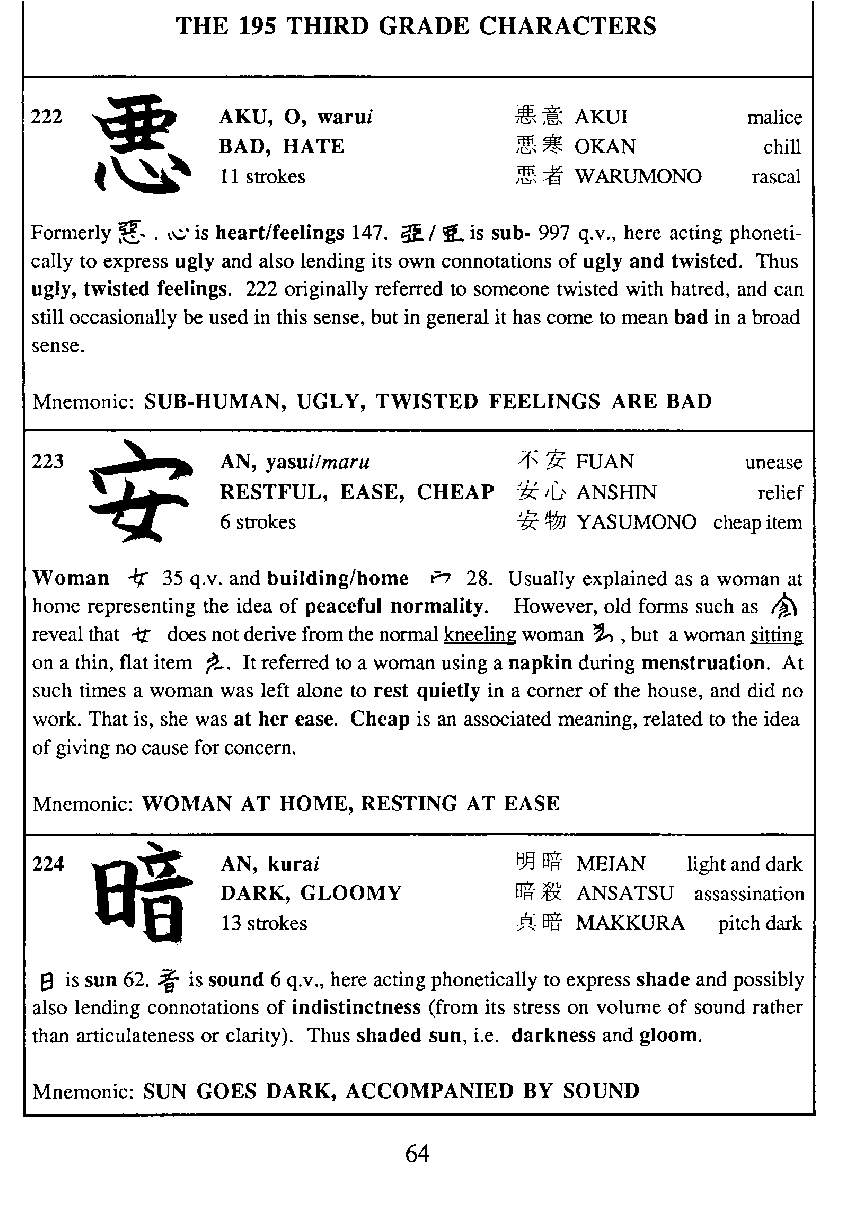 THE 195 THIRD GRADE CHARACTERS
222 悪 AKU, O, warui 悪意 AKUI malice
BAD, HATE 悪寒 OKAN chill
11 strokes 悪者 WARUMONO rascal
Formerly 惡. 心 is heart/feelings 147. 亞/亜 is sub- 997 q.v., here acting phoneti-
cally to express ugly and also lending its own connotations of ugly and twisted. Thus
ugly, twisted feelings. 222 originally referred to someone twisted with hatred, and can
still occasionally be used in this sense, but in general it has come to mean bad in a broad
sense.
Mnemonic: SUB-HUMAN, UGLY, TWISTED FEELINGS ARE BAD
223 安 AN, yasui/maru 不安 FUAN unease
RESTFUL, EASE, CHEAP 安心 ANSHIN relief
6 strokes 安物 YASUMONO cheap item
Woman 女 35 q.v. and building/home 宀 28. Usually explained as a woman at
home representing the idea of peaceful normality. However, old forms such as
reveal that 女 does not derive from the normal kneeling woman , but a woman sitting
on a thin, flat item . It referred to a woman using a napkin during menstruation. At
such times a woman was left alone to rest quietly in a corner of the house, and did no
work. That is, she was at her ease. Cheap is an associated meaning, related to the idea
of giving no cause for concern.
Mnemonic: WOMAN AT HOME, RESTING AT EASE
224 暗 AN, kurai 明暗 MEIAN light and dark
DARK, GLOOMY 暗殺 ANSATSU assassination
13 strokes 真暗 MAKKURA pitch dark
日 is sun 62. 音 is sound 6 q.v., here acting phonetically to express shade and possibly
also lending connotations of indistinctness (from its stress on volume of sound rather
than articulateness or clarity). Thus shaded sun, i.e. darkness and gloom.
Mnemonic: SUN GOES DARK, ACCOMPANIED BY SOUND
64